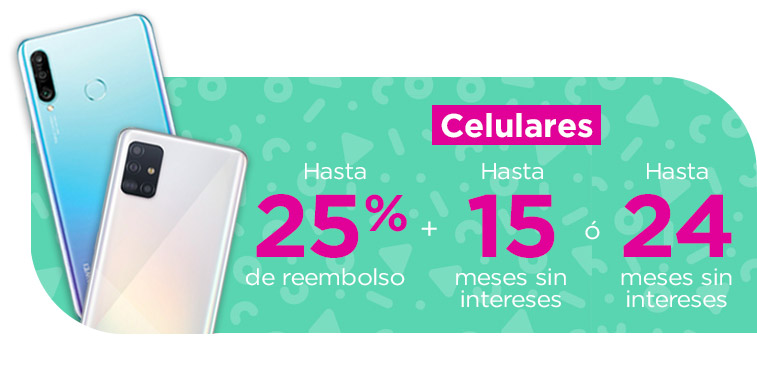 Celulares
Hasta
25%
de reembolso
+
Hasta
15
meses sin
intereses
ó
Hasta
24
meses sin
intereses